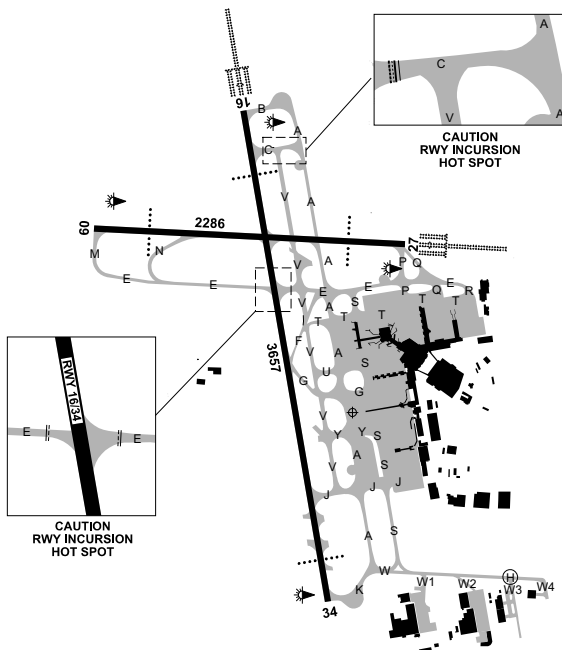 A
C
V
A
CAUTION
RWY INCURSION
HOT SPOT
16
B
A
C
V
A
09
2286
27
M
N
E
E
V
A
P
Q
E
E
E
P
Q
R
V
A
S
T
T
T
T
T
I
F
V
A
S
U
G
G
3657
V
Y
Y
S
A
S
V
J
J
J
A
S
W
K
34
W1
W2
H
W3
W4
RWY 16/34
E
E
CAUTION
RWY INCURSION
HOT SPOT